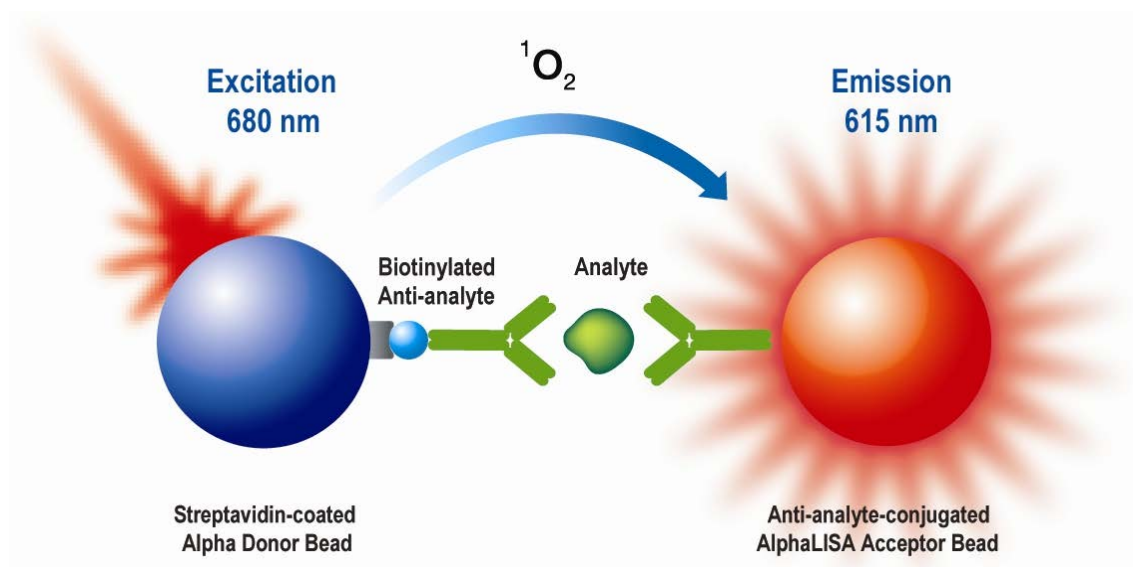 Excitation
680 nm
¹O₂
Emission
615 nm
Biotinylated
Anti-analyte
Analyte
Streptavidin-coated
Alpha Donor Bead
Anti-analyte-conjugated
AlphaLISA Acceptor Bead